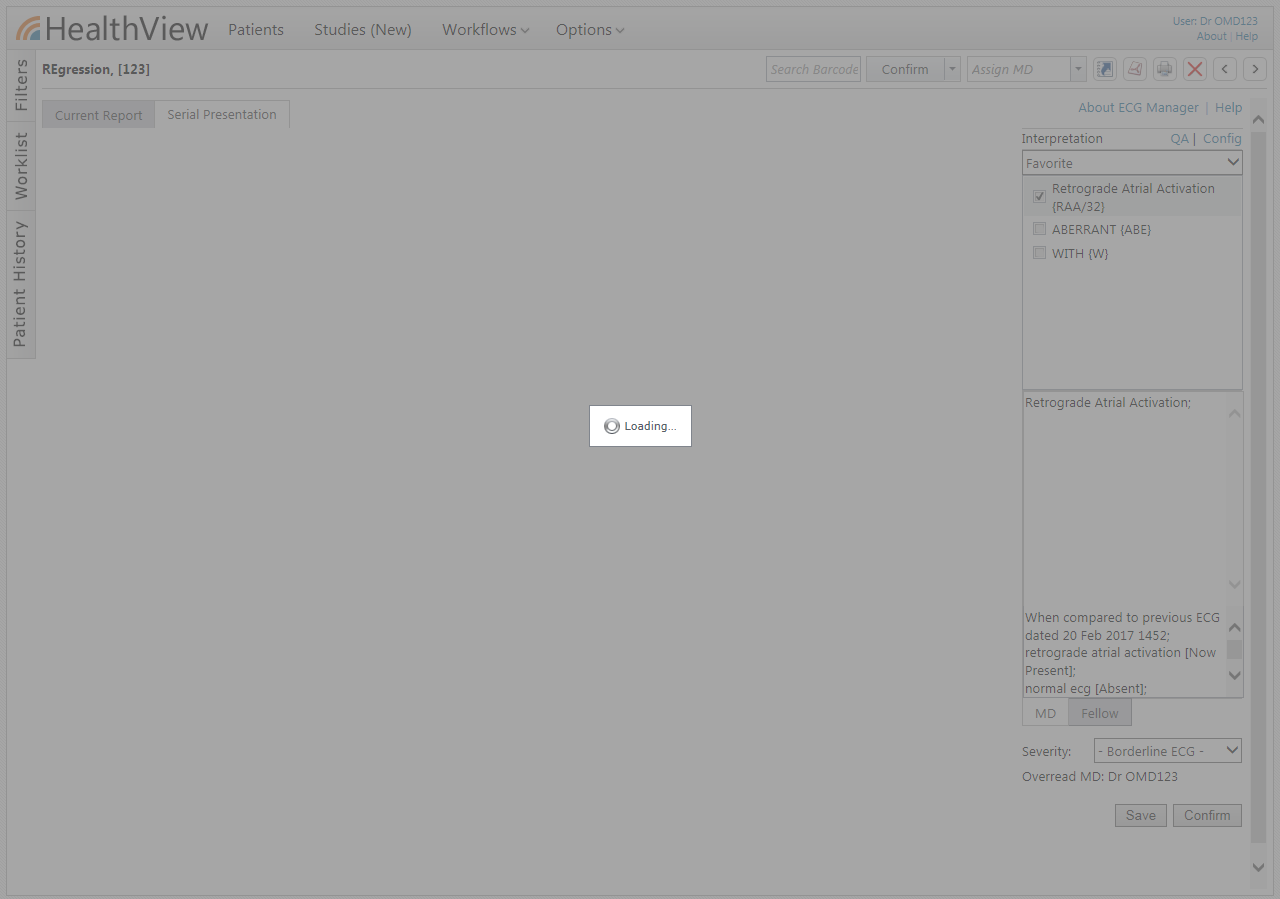 HealthView
Patients
Studies (New)
Workflows
Options
User: Dr OMD123
About | Help
Filters
Worklist
Patient History
REgression, [123]
Search Barcode
Confirm
Assign MD
Current Report
Serial Presentation
About ECG Manager | Help
Interpretation
QA | Config
Favorite
Retrograde Atrial Activation
{RAA/32}
ABERRANT {ABE}
WITH {W}
Loading...
Retrograde Atrial Activation;
When compared to previous ECG
dated 20 Feb 2017 1452;
retrograde atrial activation [Now
Present];
normal ecg [Absent];
MD
Fellow
Severity:
- Borderline ECG -
Overread MD: Dr OMD123
Save
Confirm